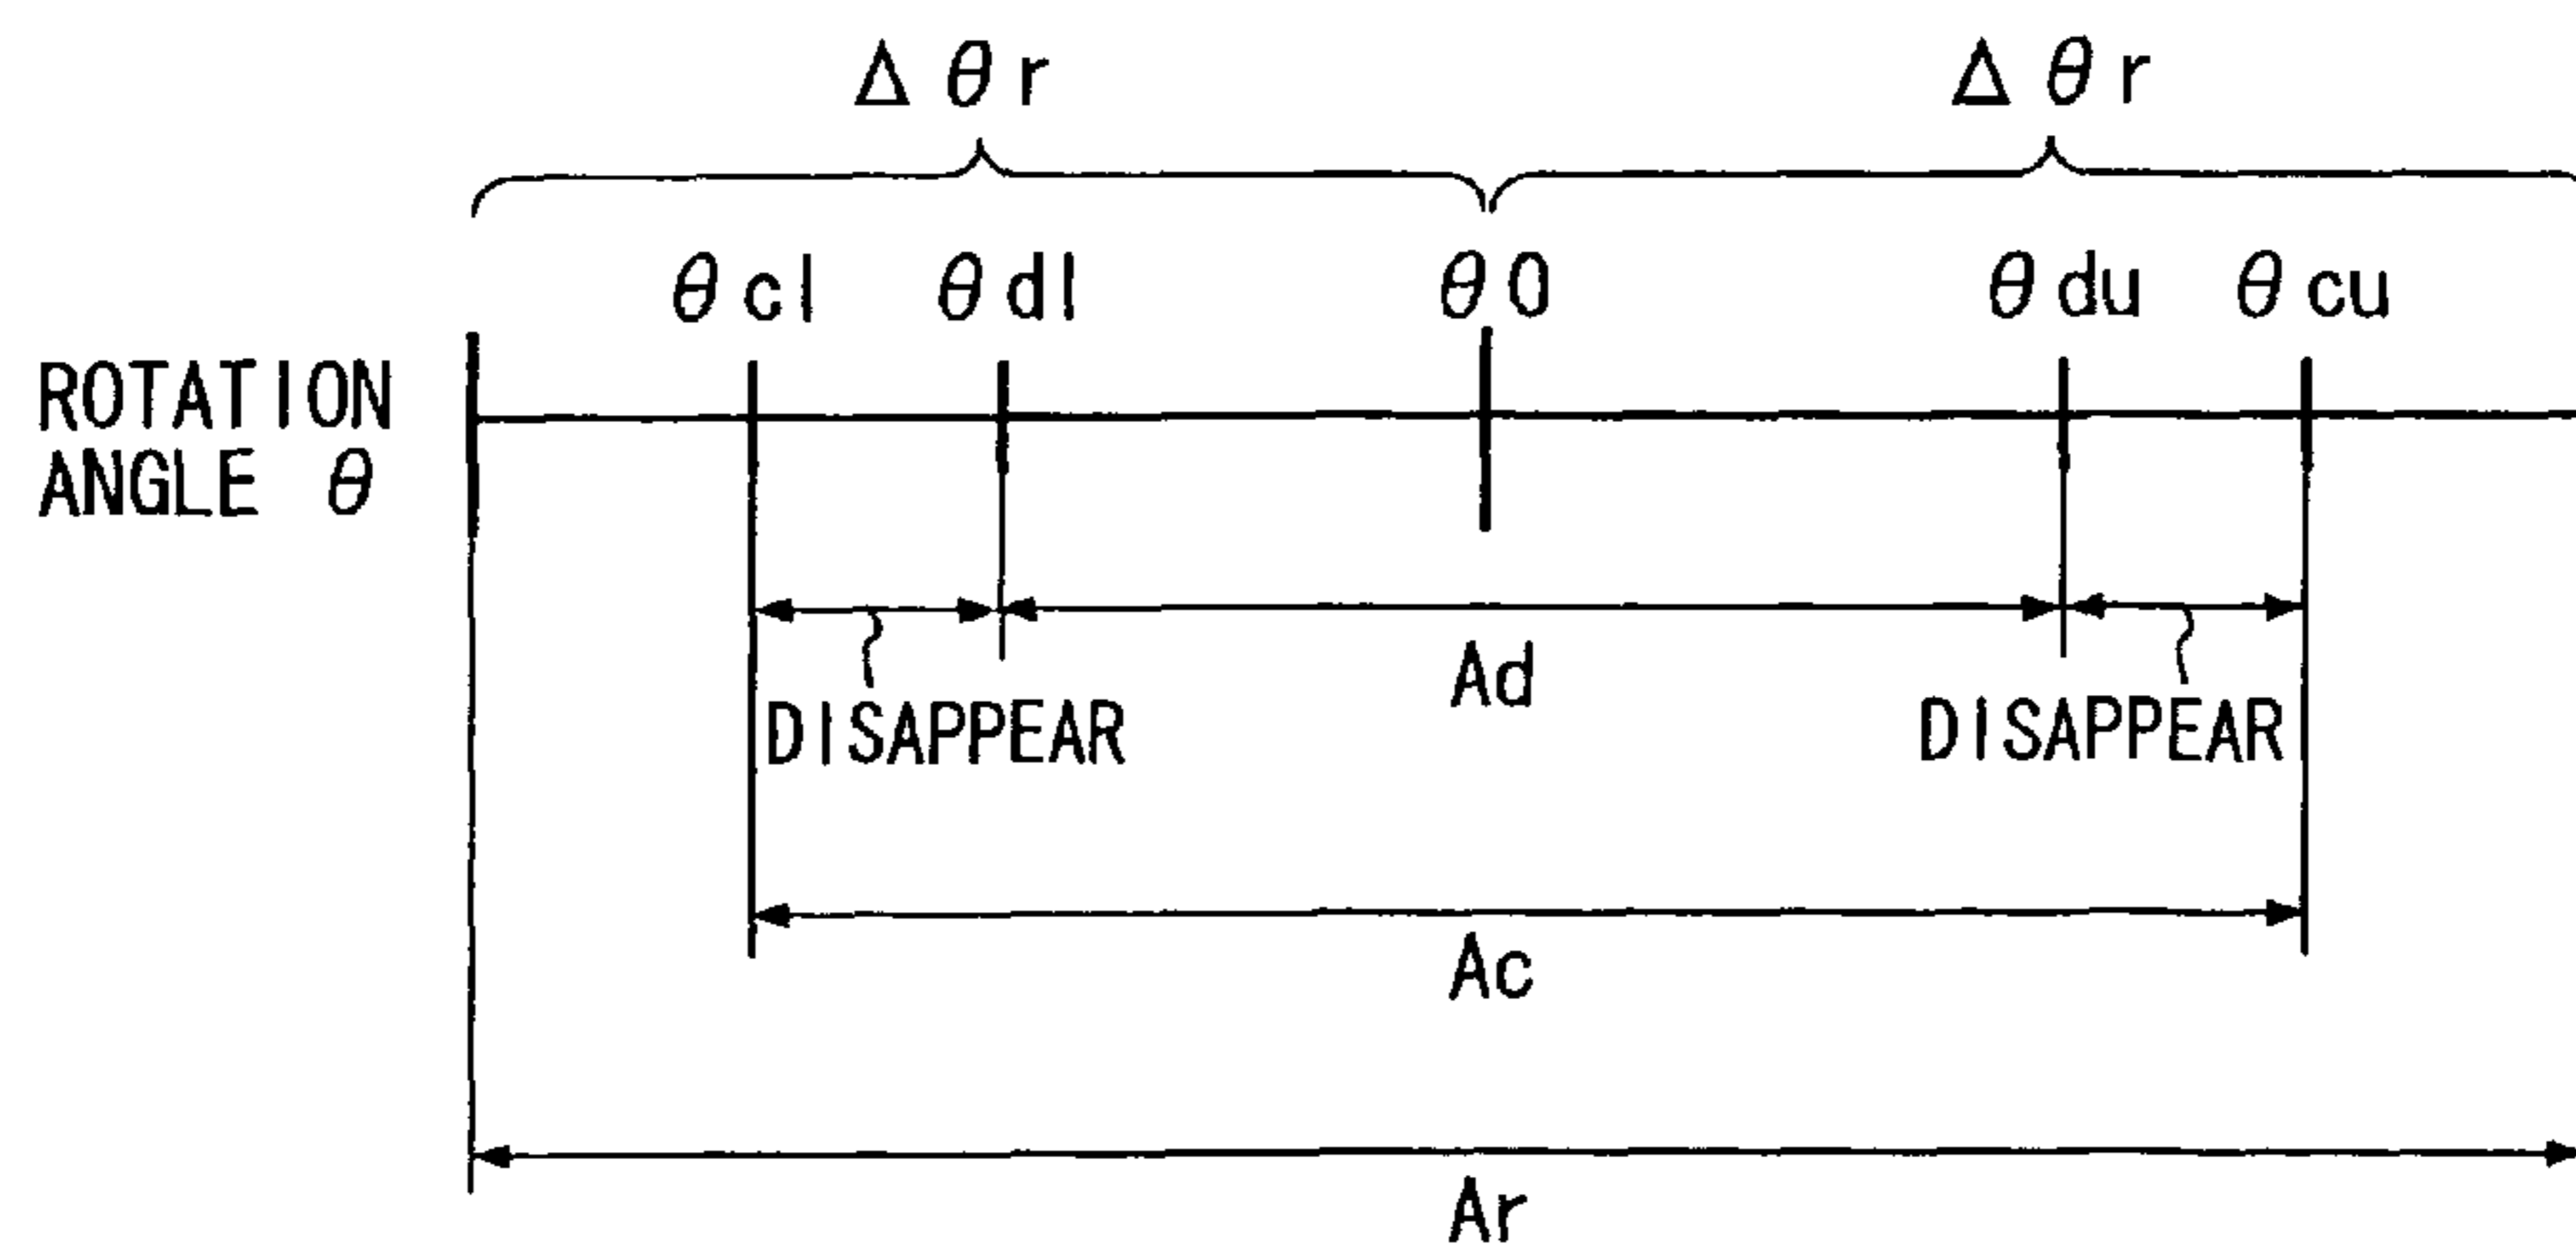 Δθr Δθr
θcl θdl θ0 θdu θcu
ROTATION
ANGLE θ
Ad
DISAPPEAR DISAPPEAR
Ac
Ar